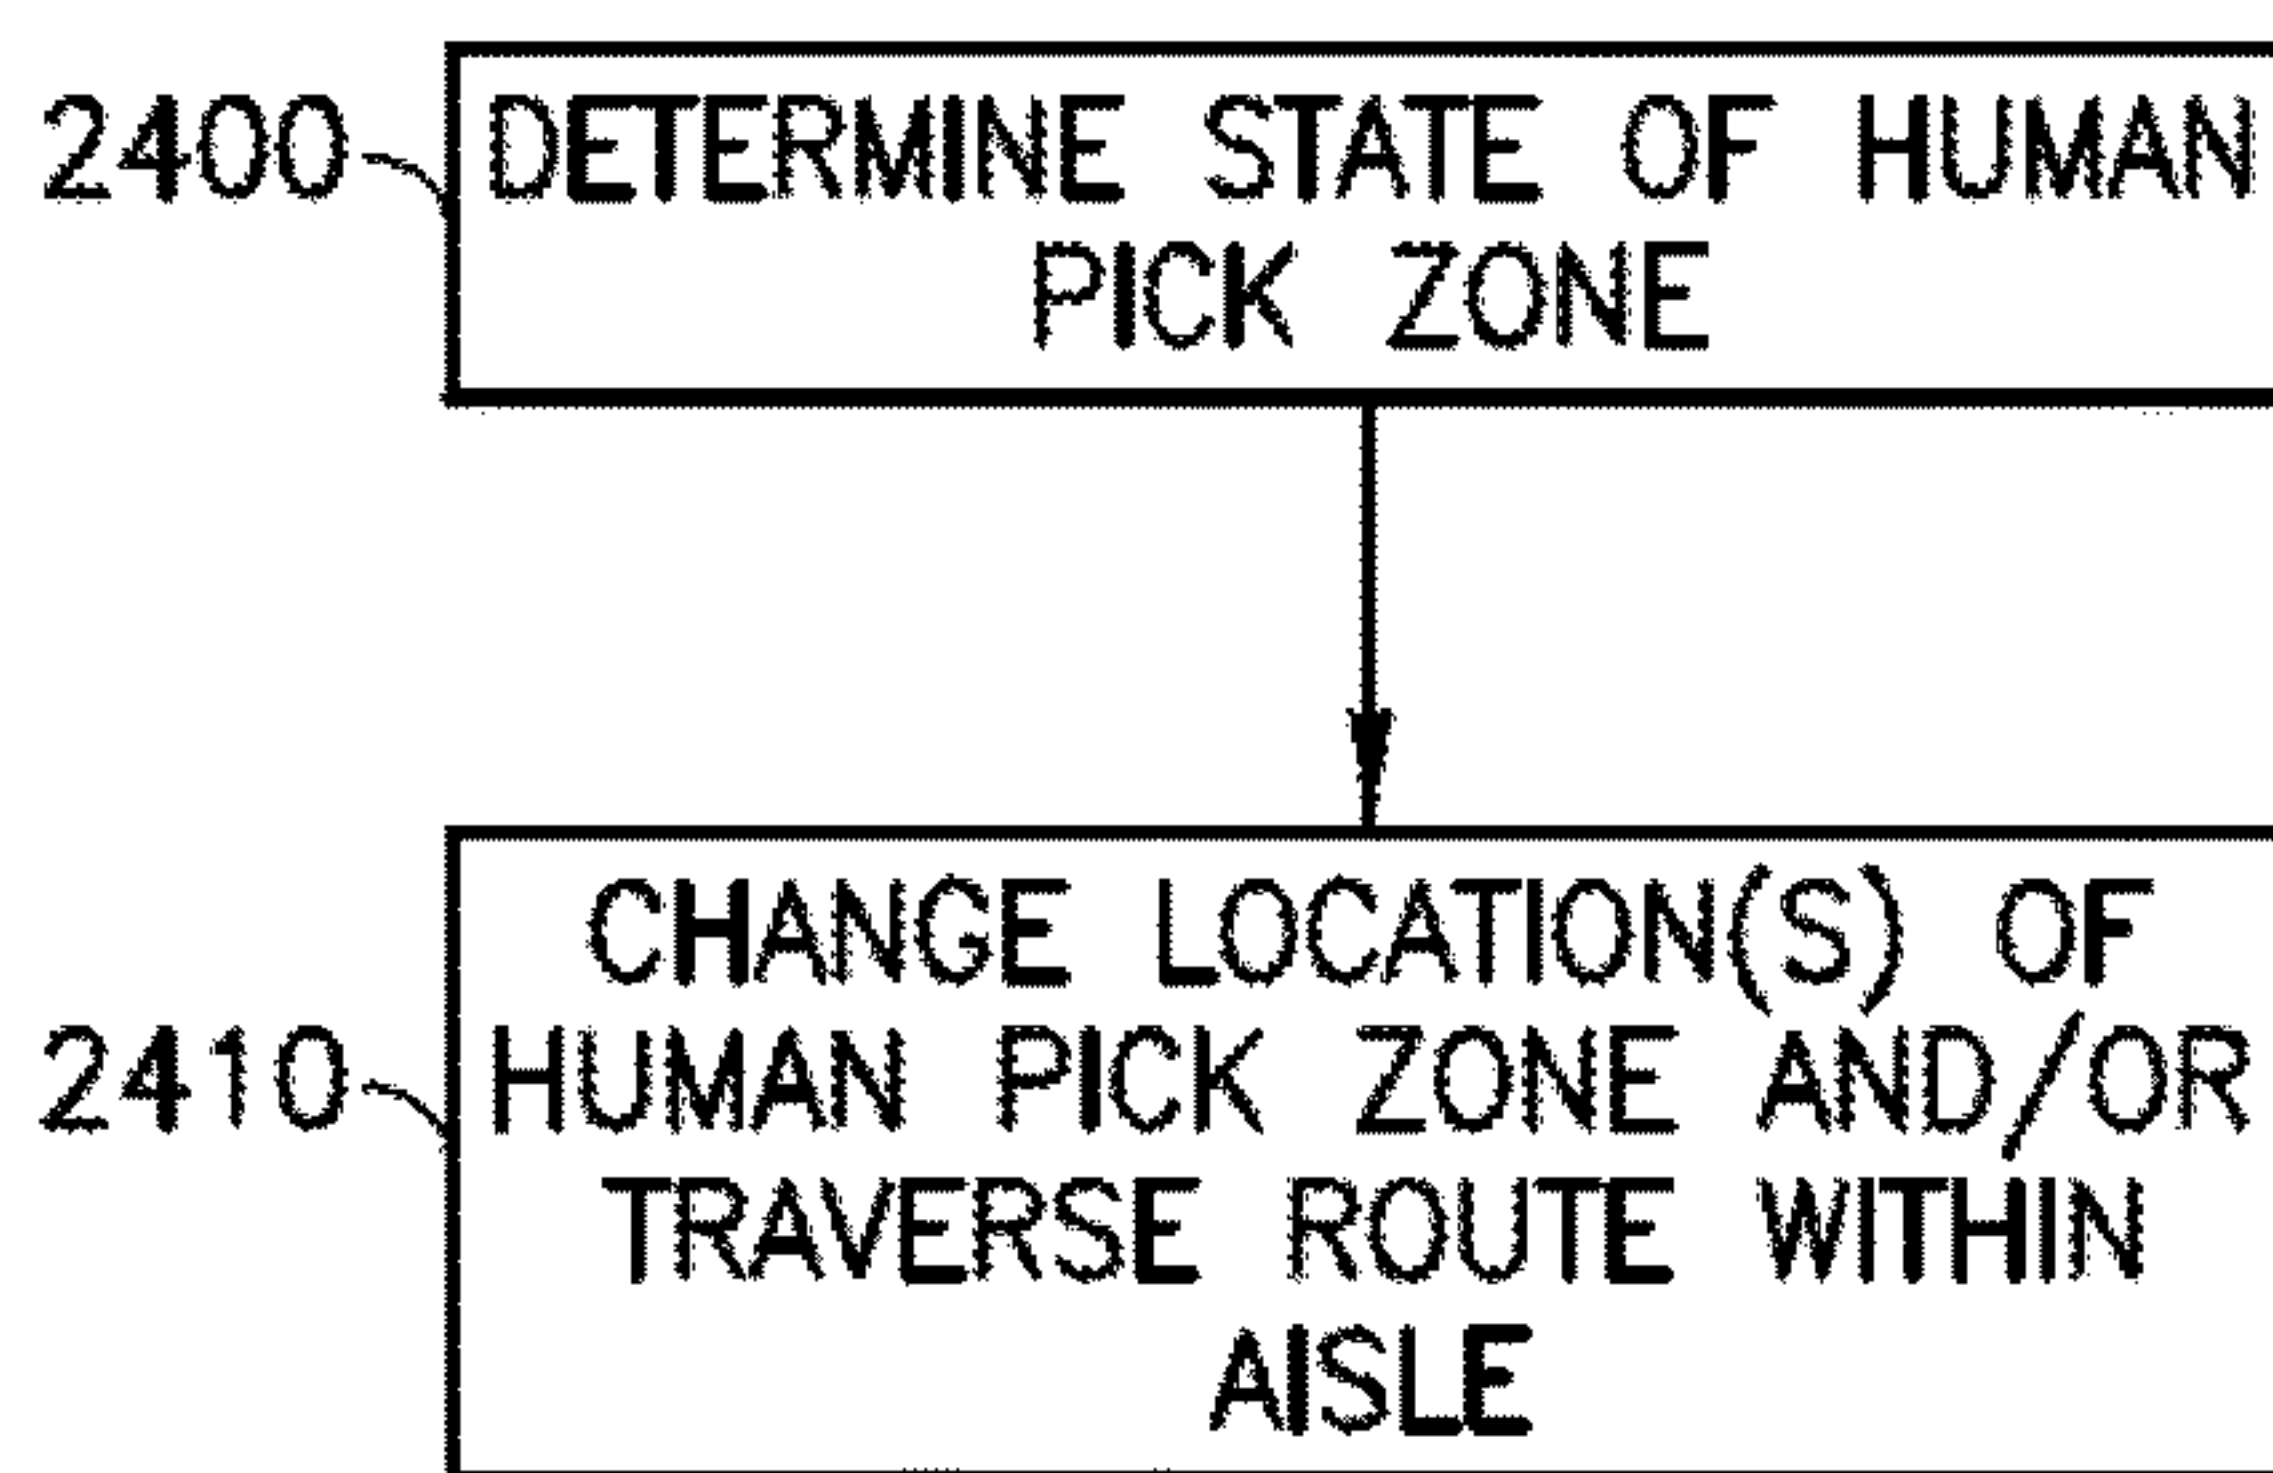 2400
DETERMINE STATE OF HUMAN
PICK ZONE
CHANGE LOCATION(S) OF
2410
HUMAN PICK ZONE AND/OR
TRAVERSE ROUTE WITHIN
AISLE